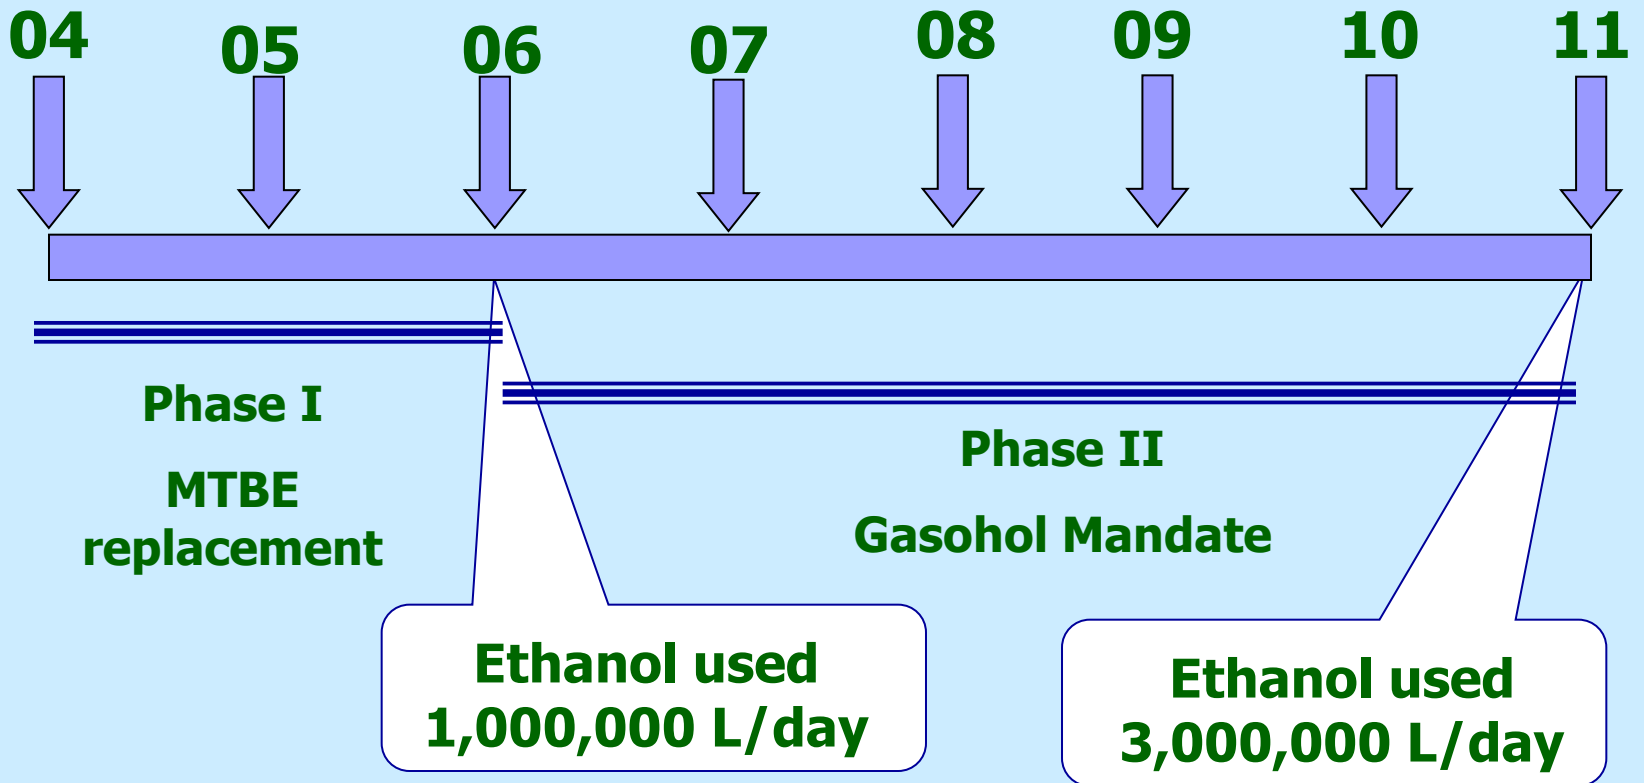 04 05 06 07 08 09 10 11
Phase I
MTBE
replacement
Phase II
Gasohol Mandate
Ethanol used
1,000,000 L/day
Ethanol used
3,000,000 L/day